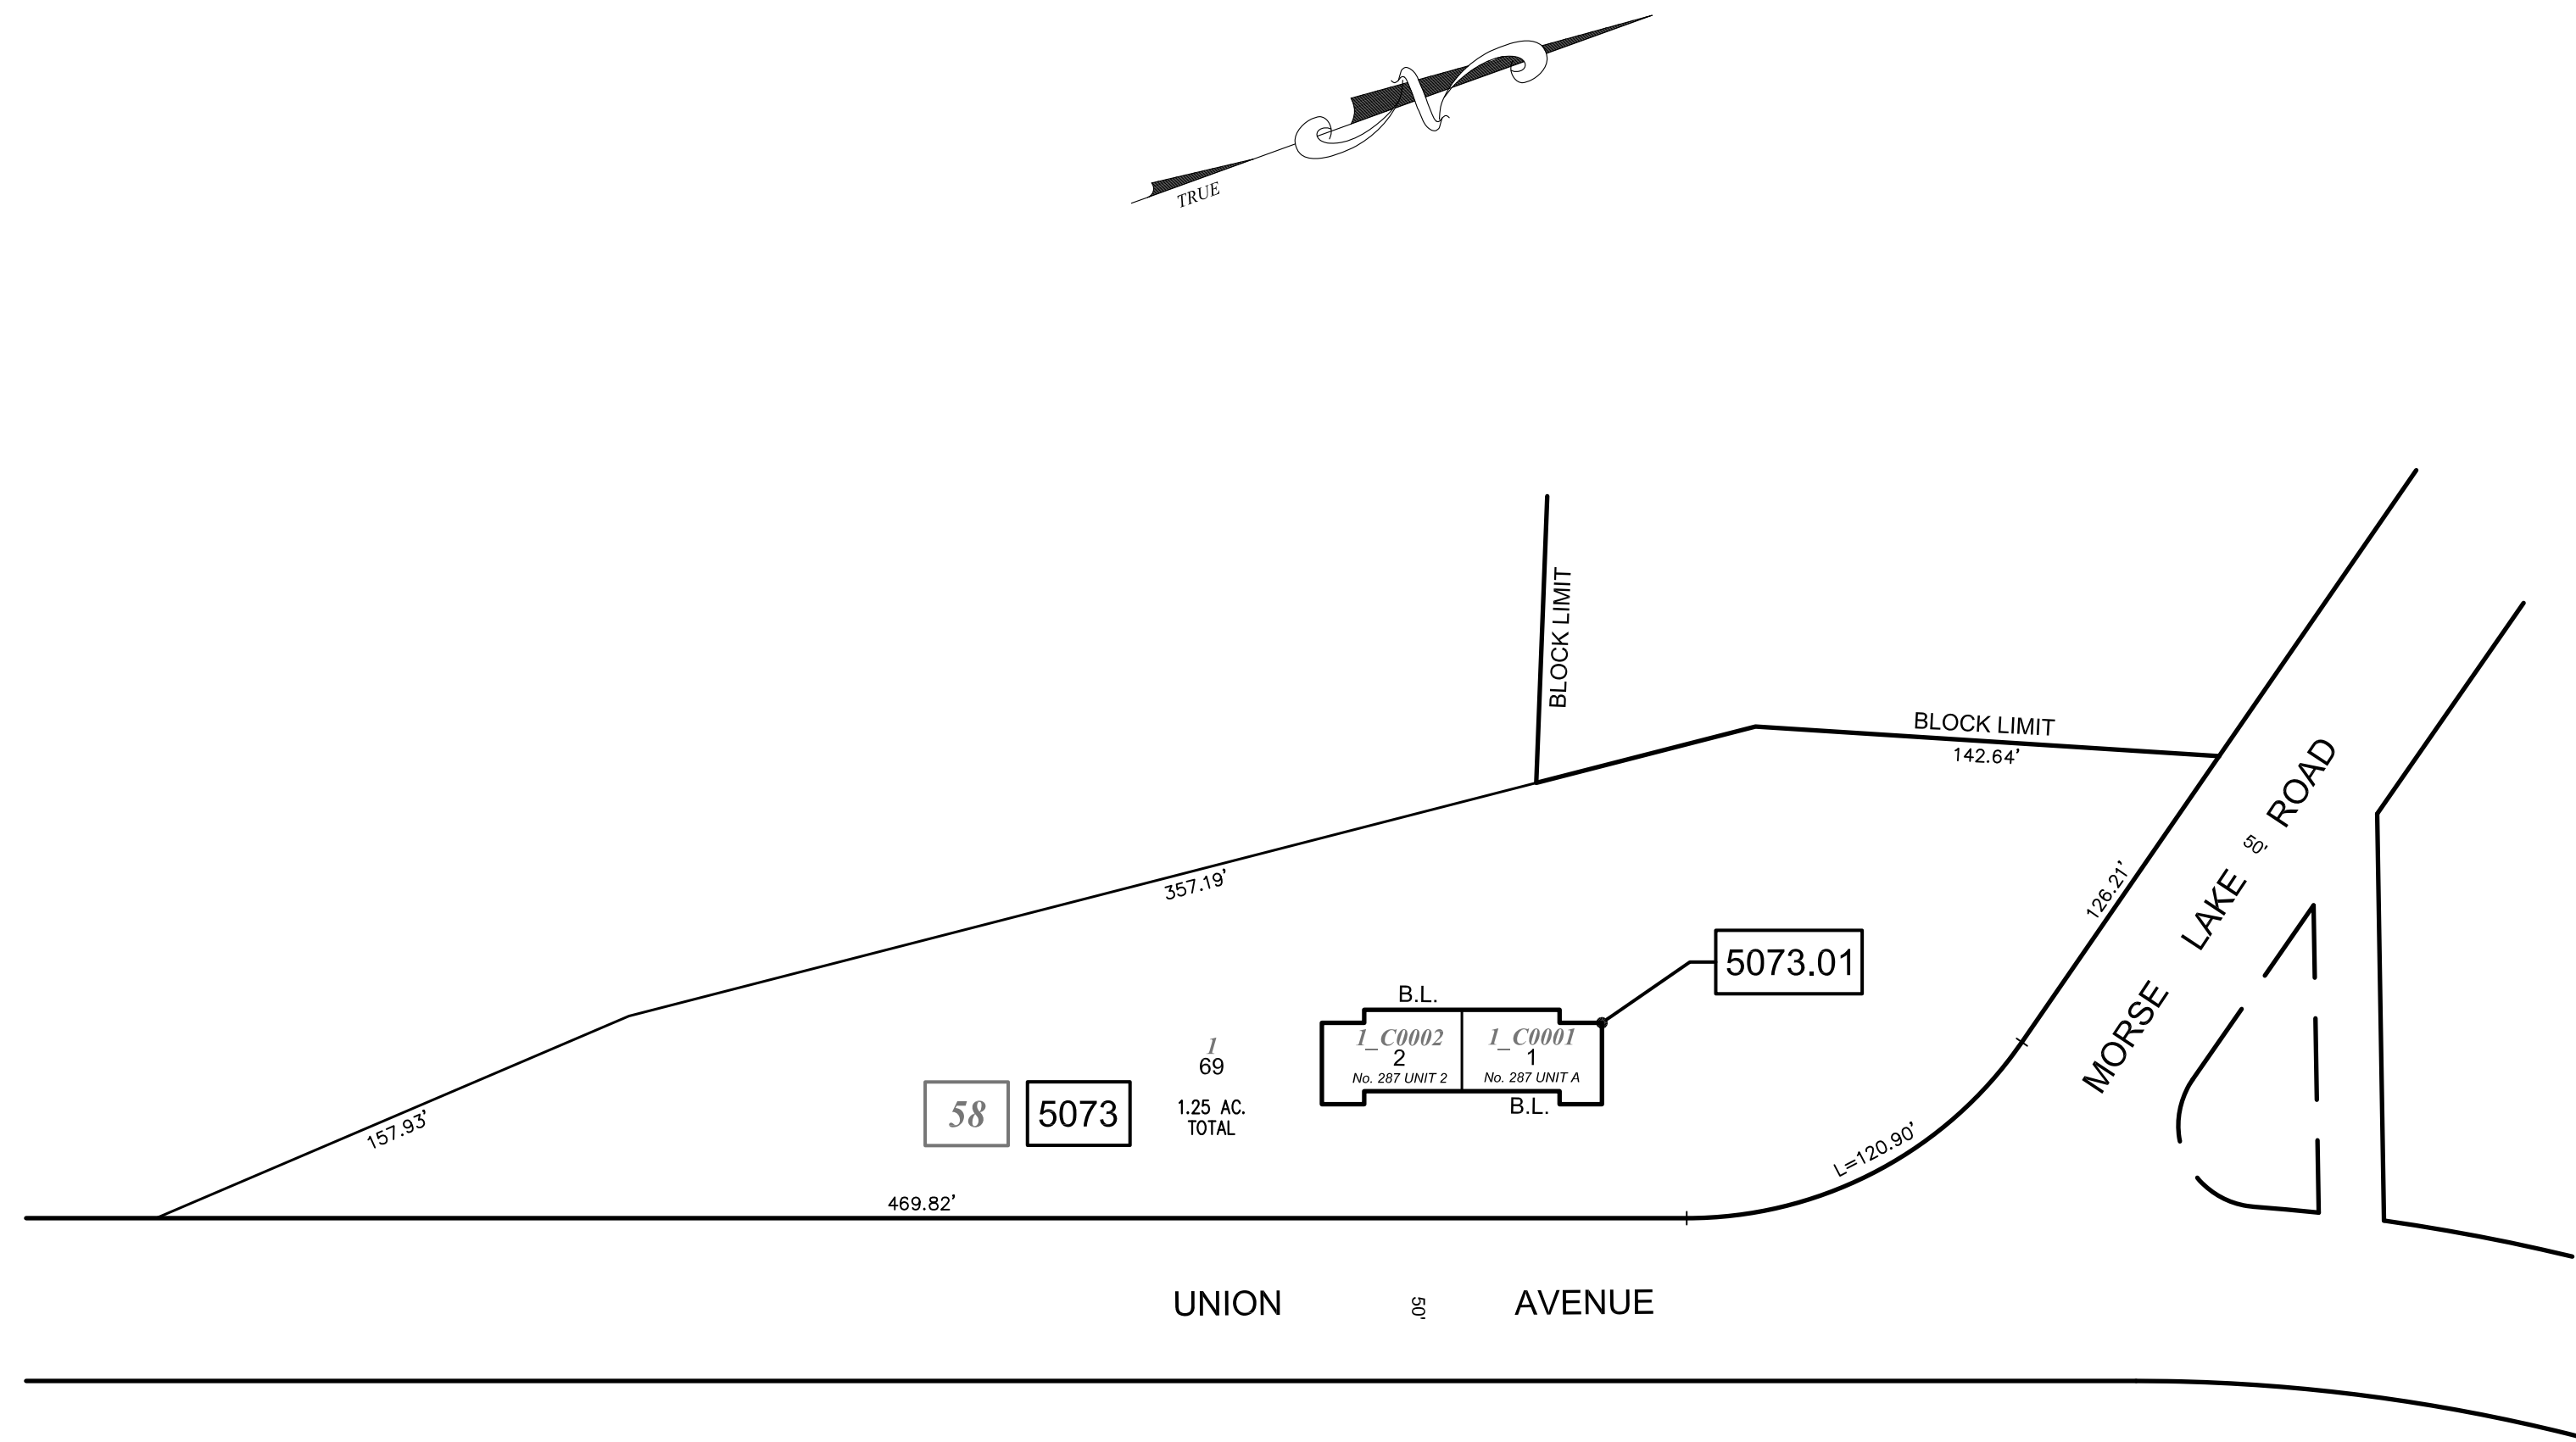 N
TRUE
BLOCK LIMIT
BLOCK LIMIT
142.64'
357.19'
126.21'
MORSE LAKE 50' ROAD
5073.01
B.L.
1_C0002
2
No. 287 UNIT 2
1_C0001
1
No. 287 UNIT A
B.L.
1
69
1.25 AC.
TOTAL
58
5073
157.93'
L=120.90'
469.82'
UNION 50' AVENUE